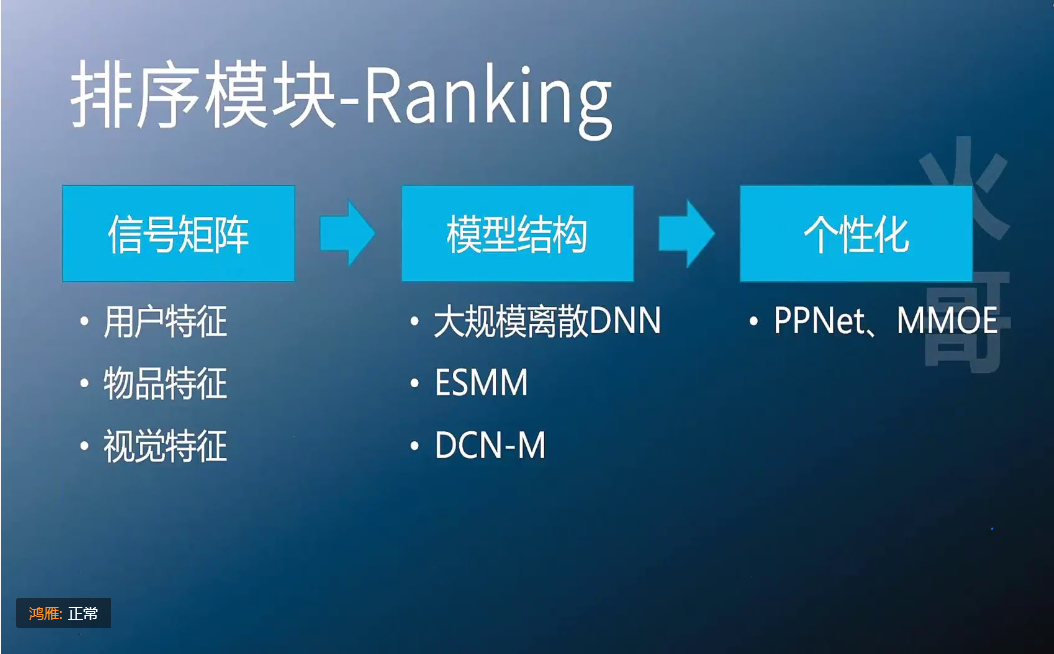 排序模块-Ranking
信号矩阵
• 用户特征
• 物品特征
• 视觉特征
模型结构
• 大规模离散DNN
• ESMM
• DCN-M
个性化
• PPNet、MMOE
火哥
鸿雁: 正常